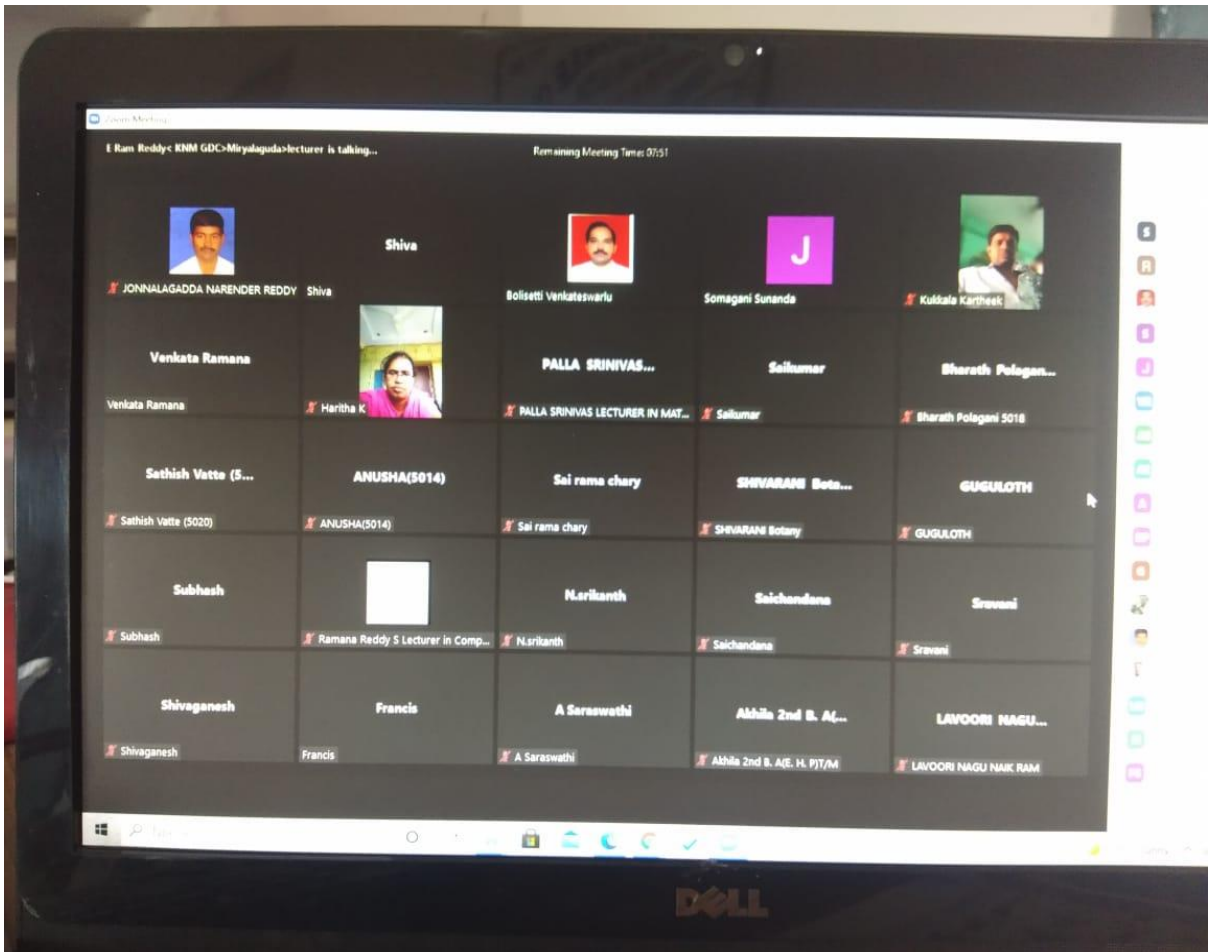 Zoom Meeting
E Ram Reddy< KNM GDC>Miryalaguda>lecturer is talking...
Remaining Meeting Time: 07:51
J
JONNALAGADDA NARENDER REDDY
Shiva
Shiva
Bolisetti Venkateswarlu
Somagani Sunanda
Kukkala Kartheek
Venkata Ramana
PALLA SRINIVAS...
Saikumar
Bharath Polagan...
Venkata Ramana
Haritha K
PALLA SRINIVAS LECTURER IN MAT...
Saikumar
Bharath Polagani 5018
Sathish Vatte (5...
ANUSHA(5014)
Sai rama chary
SHIVARANI Bota...
GUGULOTH
Sathish Vatte (5020)
ANUSHA(5014)
Sai rama chary
SHIVARANI Botany
GUGULOTH
Subhash
N.srikanth
Saichandana
Sravani
Subhash
Ramana Reddy S Lecturer in Comp...
N.srikanth
Saichandana
Sravani
Shivaganesh
Francis
A Saraswathi
Akhila 2nd B. A(...
LAVOORI NAGU...
Shivaganesh
Francis
A Saraswathi
Akhila 2nd B. A(E. H. P)T/M
LAVOORI NAGU NAIK RAM
S
R
S
J
DELL